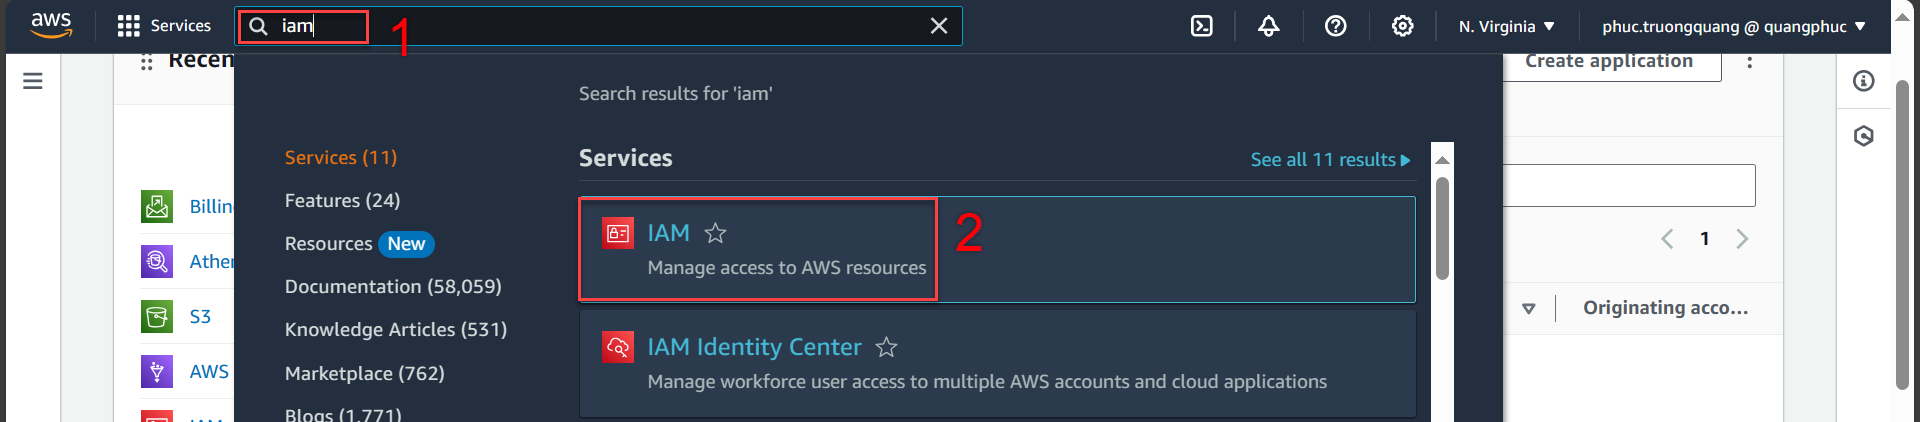 aws
Services
iam
1
N. Virginia
phuc.truongquang @ quangphuc
Recen
Create application
Search results for 'iam'
Services (11)
Services
See all 11 results
Features (24)
Billin
IAM
2
Resources New
1
Ather
Manage access to AWS resources
Documentation (58,059)
S3
Originating acco...
Knowledge Articles (531)
IAM Identity Center
AWS
Marketplace (762)
Manage workforce user access to multiple AWS accounts and cloud applications
Blogs (1,771)
IAM